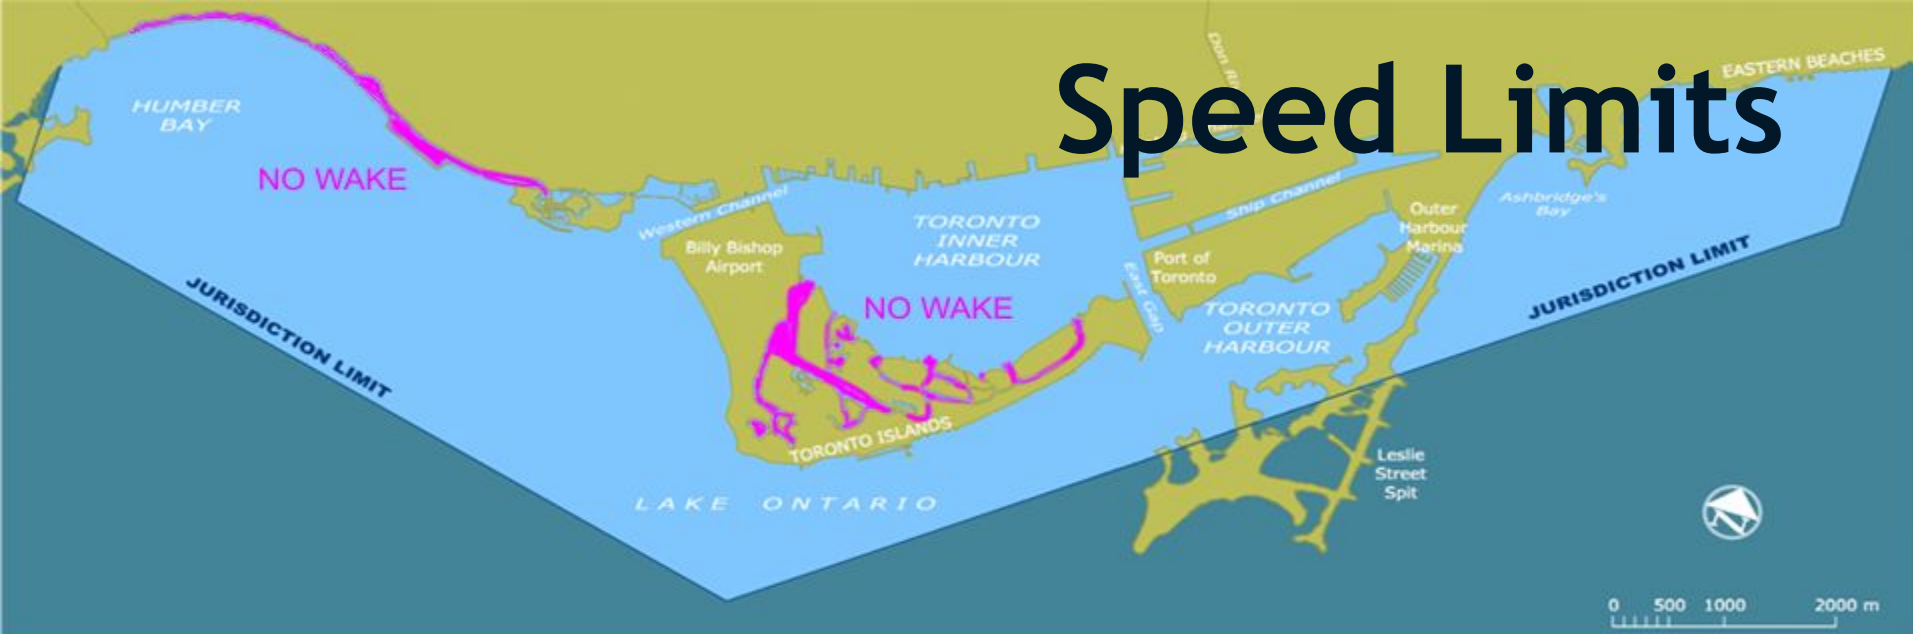 Speed Limits
EASTERN BEACHES
HUMBER
BAY
NO WAKE
Western Channel
Billy Bishop
Airport
TORONTO
INNER
HARBOUR
NO WAKE
Ship Channel
Outer
Harbour
Marina
Ashbridge's
Bay
Port of
Toronto
East Gap
TORONTO
OUTER
HARBOUR
JURISDICTION LIMIT
JURISDICTION LIMIT
TORONTO ISLANDS
Leslie
Street
Spit
LAKE ONTARIO
N
0 500 1000 2000 m